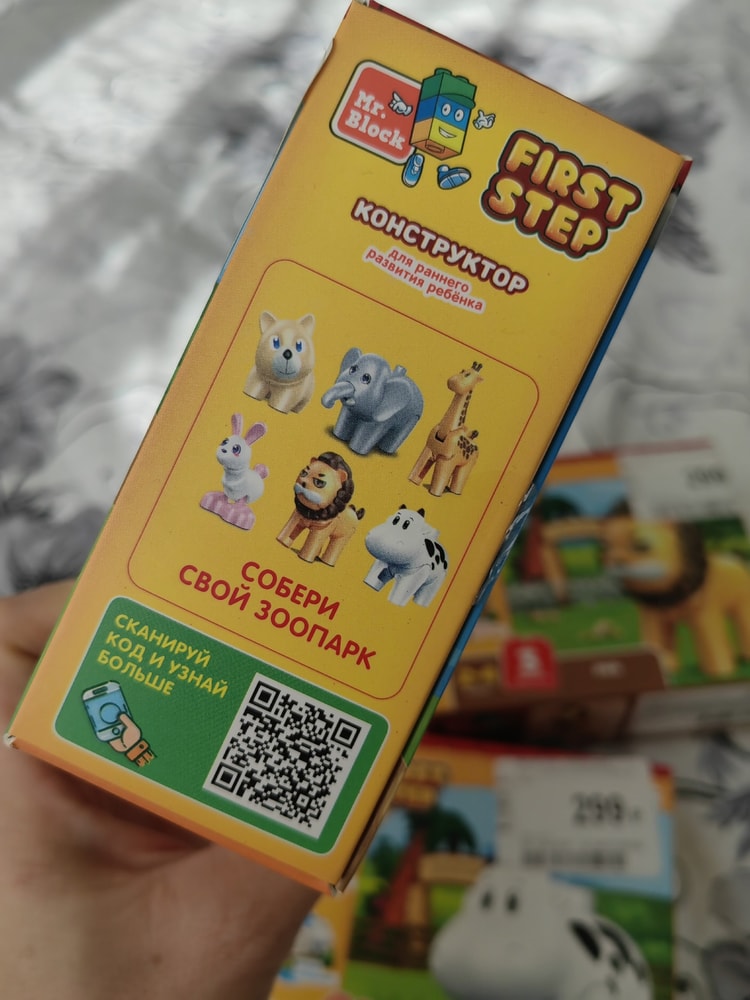 Mr.
Block
FIRST
STEP
КОНСТРУКТОР
для раннего
развития ребёнка
СОБЕРИ
СВОЙ ЗООПАРК
СКАНИРУЙ
КОД И УЗНАЙ
БОЛЬШЕ
299